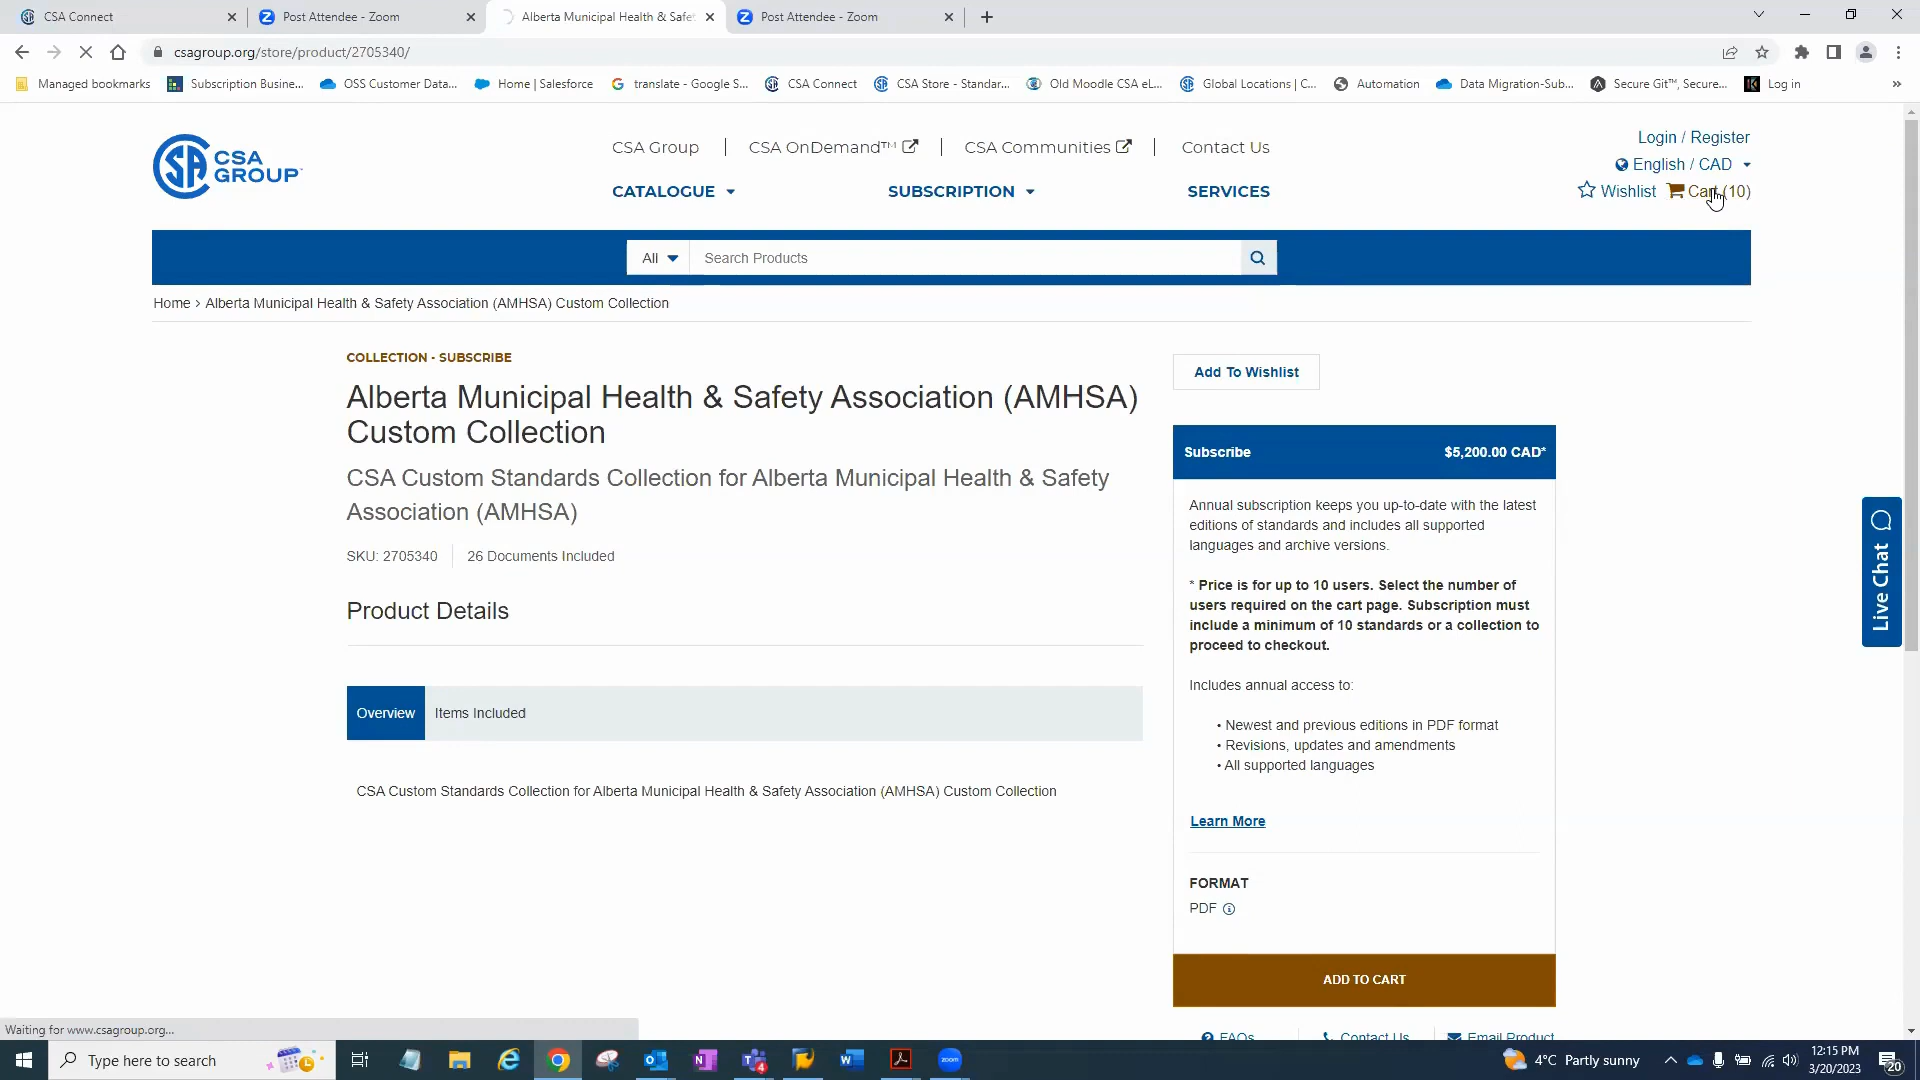 CSA Connect
Post Attendee - Zoom
Alberta Municipal Health & Safet
Post Attendee - Zoom
csagroup.org/store/product/2705340/
Managed bookmarks
Subscription Busine...
OSS Customer Data...
Home | Salesforce
translate - Google S...
CSA Connect
CSA Store - Standar...
Old Moodle CSA eL...
Global Locations | C...
Automation
Data Migration-Sub...
Secure Git™, Secure...
Log in
»
CSA GROUP
CSA Group
CSA OnDemand™
CSA Communities
Contact Us
Login / Register
English / CAD
Wishlist
Cart (10)
CATALOGUE
SUBSCRIPTION
SERVICES
All
Search Products
Home > Alberta Municipal Health & Safety Association (AMHSA) Custom Collection
COLLECTION - SUBSCRIBE
Alberta Municipal Health & Safety Association (AMHSA)
Custom Collection
CSA Custom Standards Collection for Alberta Municipal Health & Safety
Association (AMHSA)
SKU: 2705340
26 Documents Included
Product Details
Overview
Items Included
CSA Custom Standards Collection for Alberta Municipal Health & Safety Association (AMHSA) Custom Collection
Add To Wishlist
Subscribe
$5,200.00 CAD*
Annual subscription keeps you up-to-date with the latest
editions of standards and includes all supported
languages and archive versions.
* Price is for up to 10 users. Select the number of
users required on the cart page. Subscription must
include a minimum of 10 standards or a collection to
proceed to checkout.
Includes annual access to:
• Newest and previous editions in PDF format
• Revisions, updates and amendments
• All supported languages
Learn More
FORMAT
PDF
ADD TO CART
FAQs
Contact Us
Email Product
Live Chat
Waiting for www.csagroup.org...
Type here to search
4
zoom
4°C Partly sunny
12:15 PM
3/20/2023
20